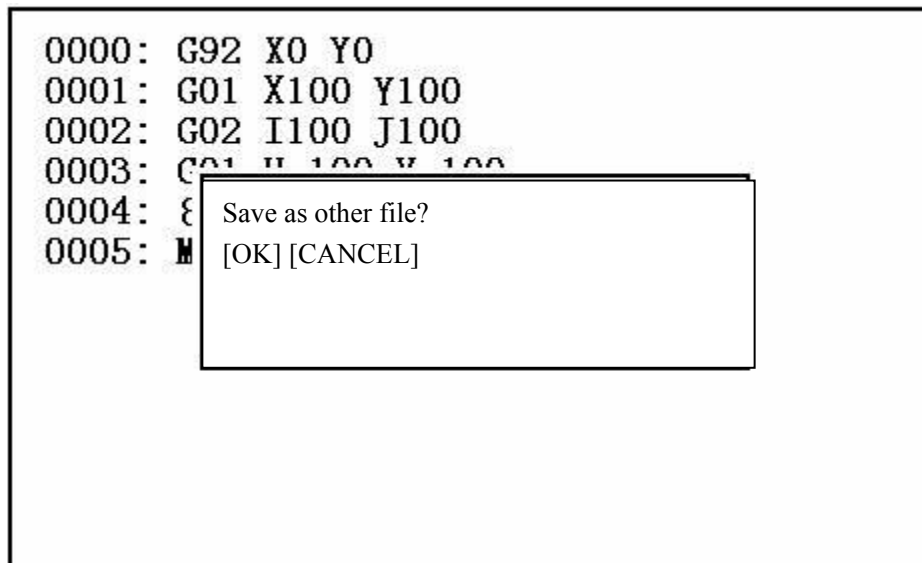 0000: G92 X0 Y0
0001: G01 X100 Y100
0002: G02 I100 J100
0003:
0004:
0005: M
Save as other file?
[OK] [CANCEL]